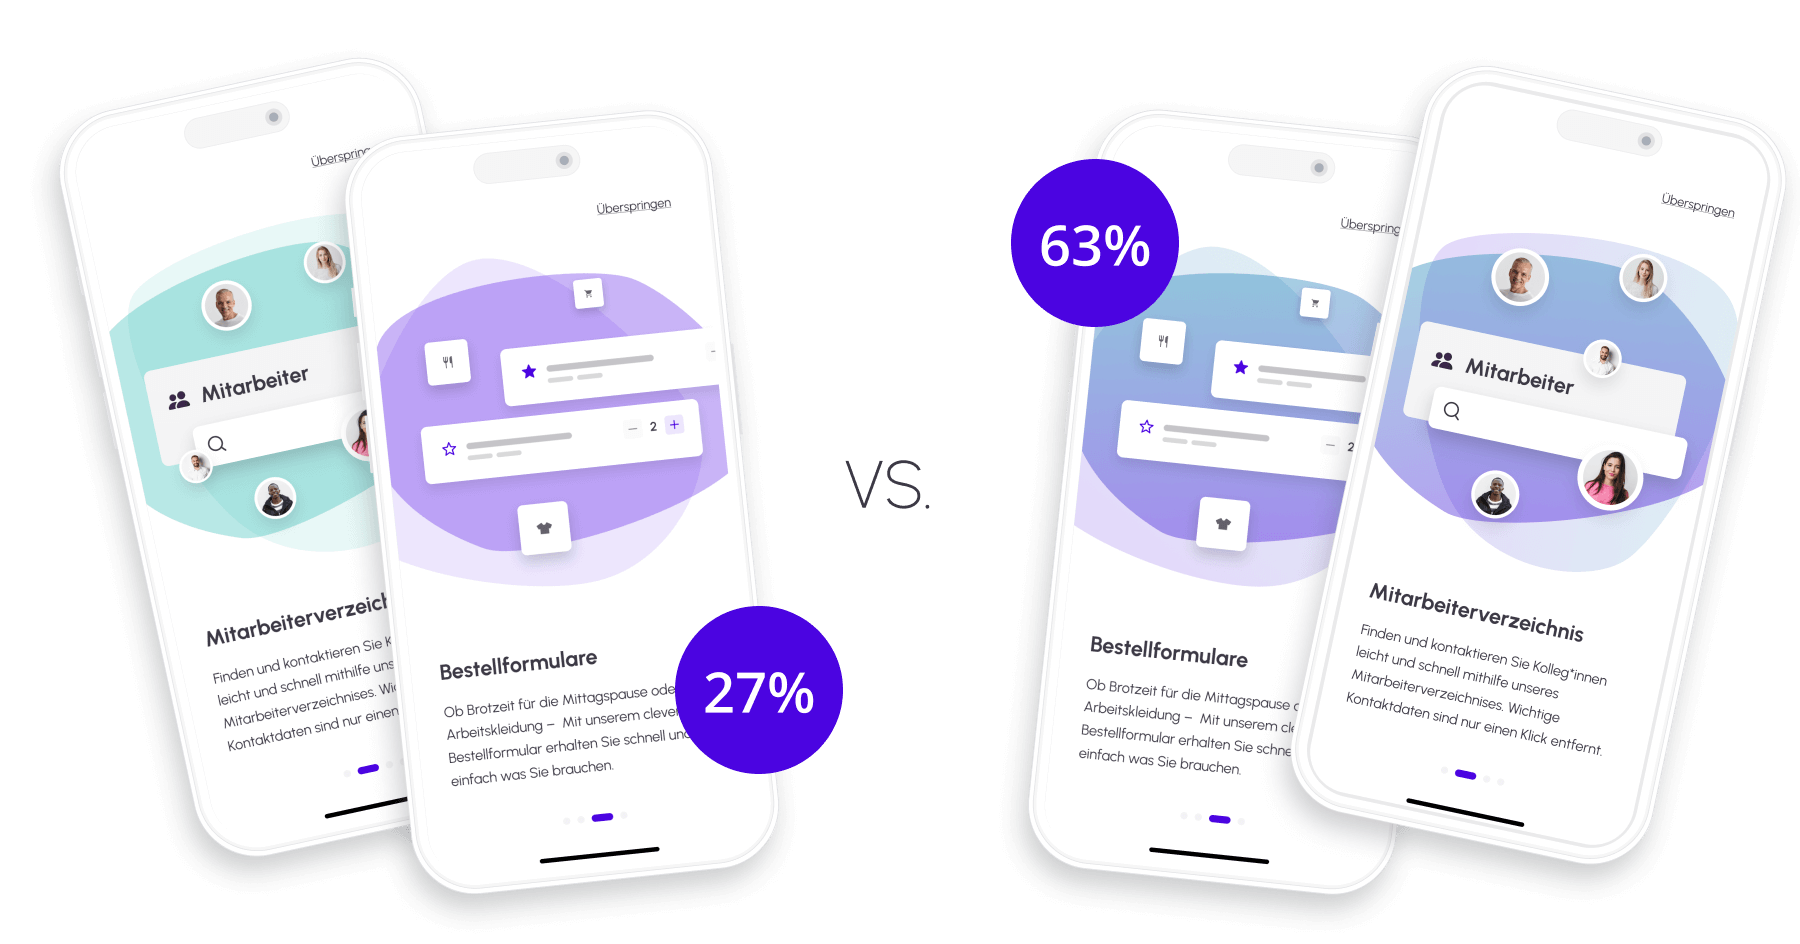 Überspring
Mitarbeiter
Mitarbeiterverzeich
Finden und kontaktieren Sie K
leicht und schnell mithilfe uns
Mitarbeiterverzeichnises. Wic
Kontaktdaten sind nur einen
Überspringen
2
Bestellformulare
Ob Brotzeit für die Mittagspause ode
Arbeitskleidung – Mit unserem clever
Bestellformular erhalten Sie schnell und
einfach was Sie brauchen.
27%
VS.
63%
Überspring
2
Bestellformulare
Ob Brotzeit für die Mittagspause o
Arbeitskleidung – Mit unserem cle
Bestellformular erhalten Sie schne
einfach was Sie brauchen.
Überspringen
Mitarbeiter
Mitarbeiterverzeichnis
Finden und kontaktieren Sie Kolleg*innen
leicht und schnell mithilfe unseres
Mitarbeiterverzeichnises. Wichtige
Kontaktdaten sind nur einen Klick entfernt.